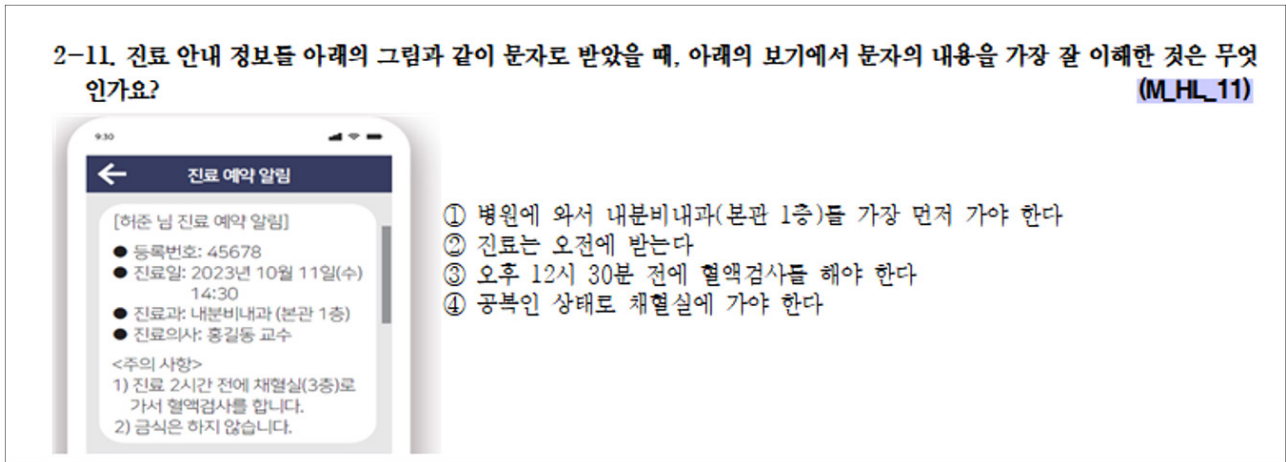 2-11. 진료 안내 정보를 아래의 그림과 같이 문자로 받았을 때, 아래의 보기에서 문자의 내용을 가장 잘 이해한 것은 무엇
인가요?
(M_HL_11)
9:30
진료 예약 알림
[허준 님 진료 예약 알림]
● 등록번호: 45678
● 진료일: 2023년 10월 11일(수)
14:30
● 진료과: 내분비내과 (본관 1층)
● 진료의사: 홍길동 교수
<주의 사항>
1) 진료 2시간 전에 채혈실(3층)로
가서 혈액검사를 합니다.
2) 금식은 하지 않습니다.
① 병원에 와서 내분비내과(본관 1층)를 가장 먼저 가야 한다
② 진료는 오전에 받는다
③ 오후 12시 30분 전에 혈액검사를 해야 한다
④ 공복인 상태로 채혈실에 가야 한다